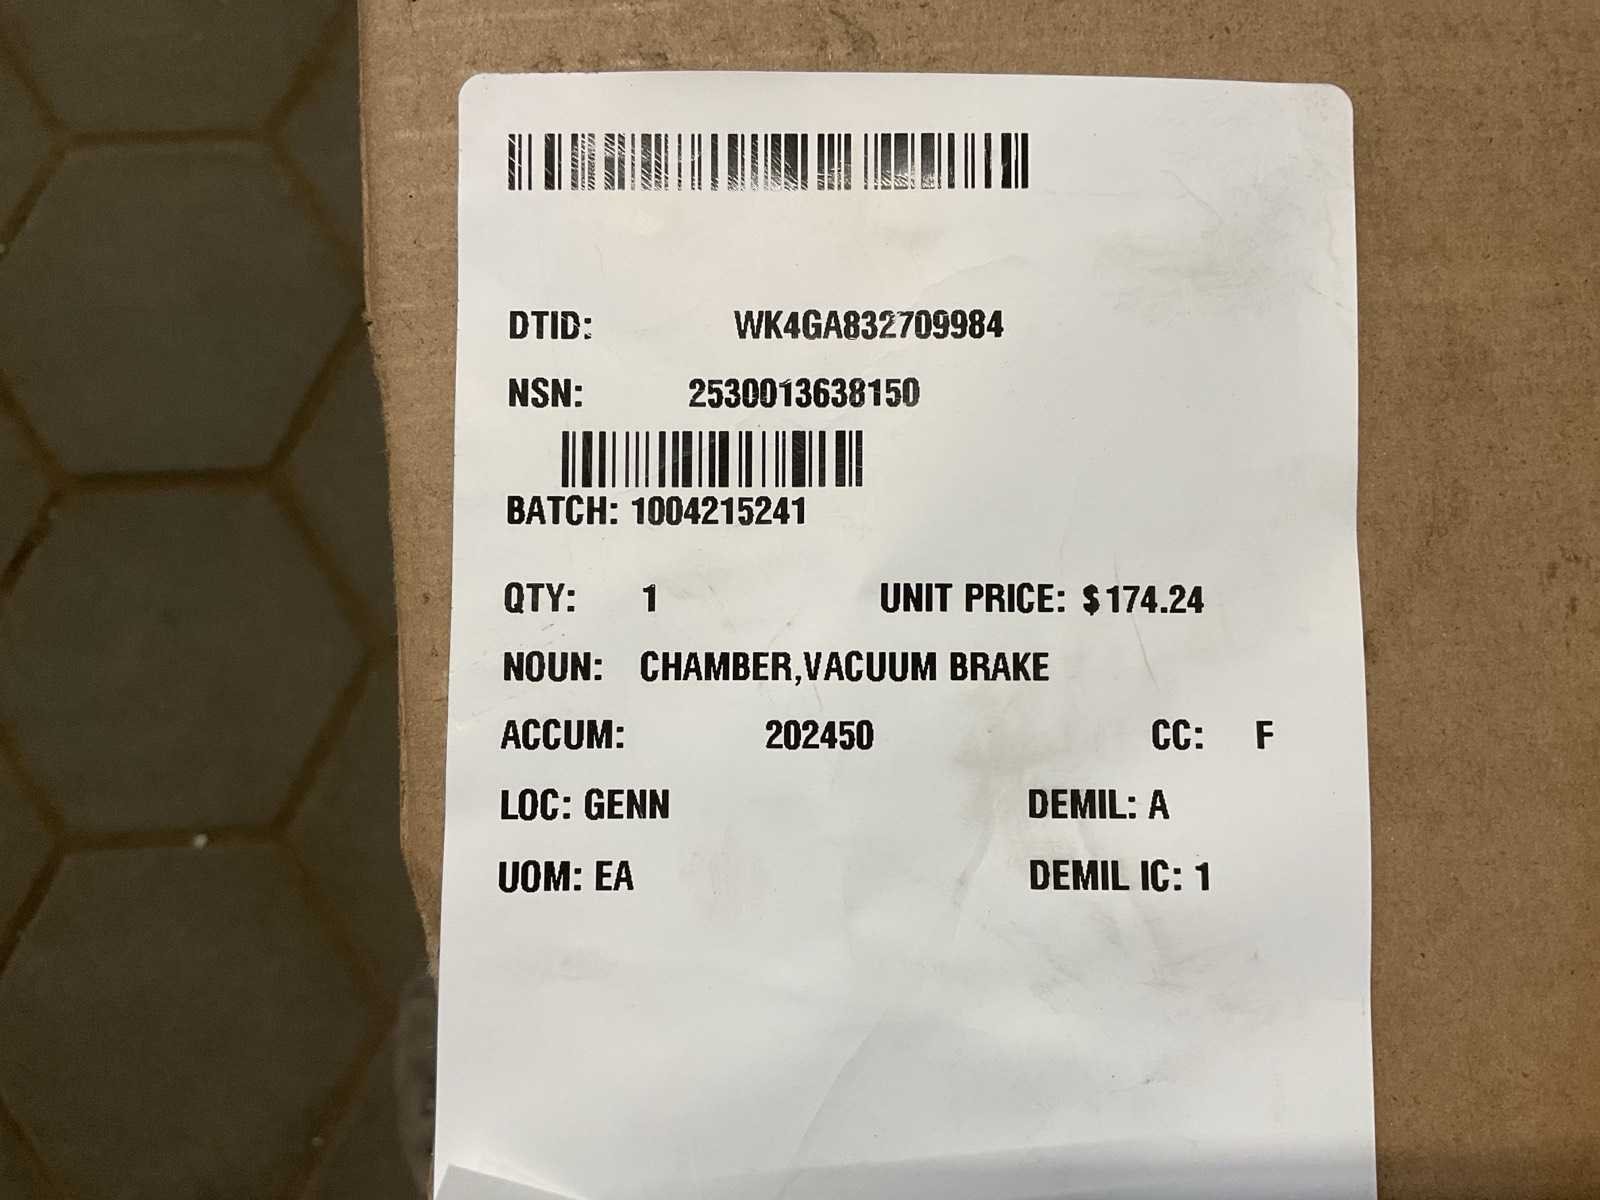 DTID: WK4GA832709984
NSN: 2530013638150
BATCH: 1004215241
QTY: 1 UNIT PRICE: $174.24
NOUN: CHAMBER,VACUUM BRAKE
ACCUM: 202450 CC: F
LOC: GENN DEMIL: A
UOM: EA DEMIL IC: 1